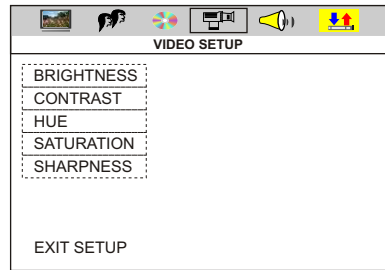 VIDEO SETUP
BRIGHTNESS
CONTRAST
HUE
SATURATION
SHARPNESS
EXIT SETUP